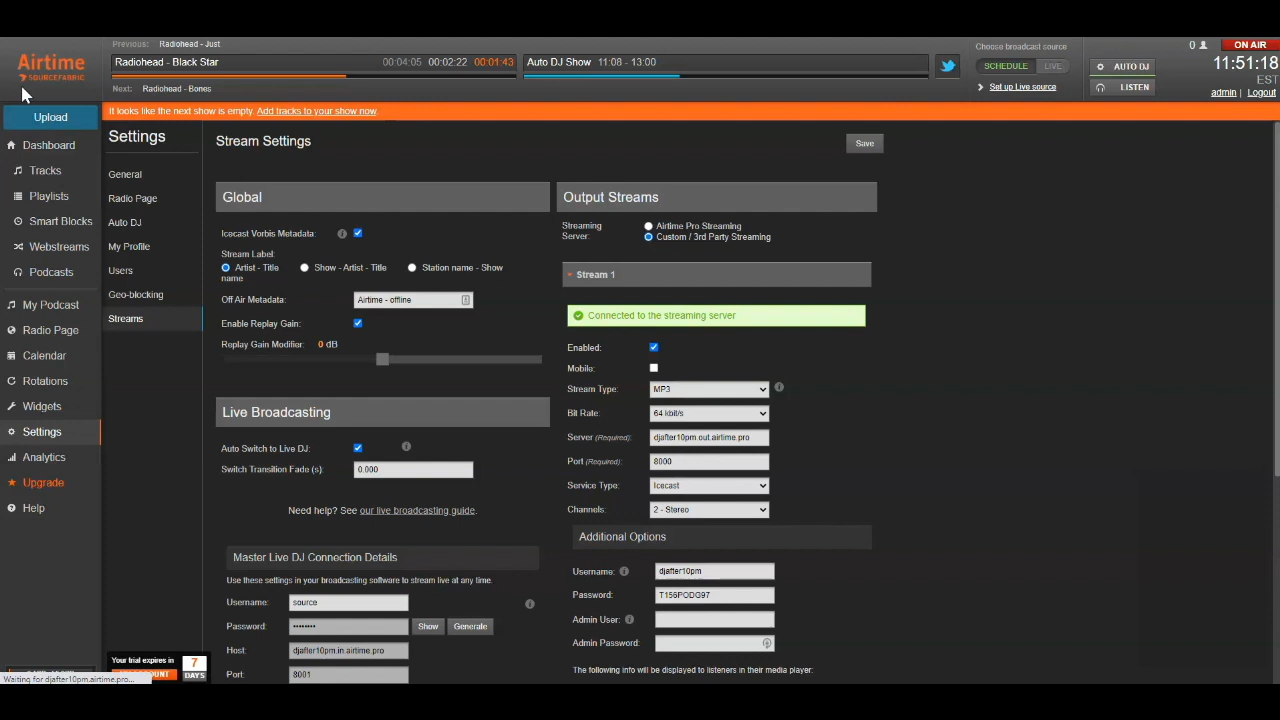 Previous: Radiohead - Just
Radiohead - Black Star 00:04:05 00:02:22 00:01:43
Next: Radiohead - Bones
Auto DJ Show 11:08 - 13:00
Choose broadcast source
SCHEDULE LIVE
Set up Live source
0
ON AIR
AUTO DJ
LISTEN
11:51:18
EST
admin | Logout
Airtime
SOURCEFABRIC
It looks like the next show is empty. Add tracks to your show now.
Upload
Dashboard
Tracks
Playlists
Smart Blocks
Webstreams
Podcasts
My Podcast
Radio Page
Calendar
Rotations
Widgets
Settings
Analytics
Upgrade
Help
Settings
General
Radio Page
Auto DJ
My Profile
Users
Geo-blocking
Streams
Stream Settings
Save
Global
Icecast Vorbis Metadata:
Stream Label:
Artist - Title Show - Artist - Title Station name - Show
name
Off Air Metadata: Airtime - offline
Enable Replay Gain:
Replay Gain Modifier: 0 dB
Live Broadcasting
Auto Switch to Live DJ:
Switch Transition Fade (s): 0.000
Need help? See our live broadcasting guide.
Master Live DJ Connection Details
Use these settings in your broadcasting software to stream live at any time.
Username: source
Password: •••••••• Show Generate
Host: djafter10pm.in.airtime.pro
Port: 8001
Output Streams
Streaming
Server:
Airtime Pro Streaming
Custom / 3rd Party Streaming
* Stream 1
Connected to the streaming server
Enabled:
Mobile:
Stream Type: MP3
Bit Rate: 64 kbit/s
Server (Required): djafter10pm.out.airtime.pro
Port (Required): 8000
Service Type: Icecast
Channels: 2 - Stereo
Additional Options
Username: djafter10pm
Password: T156PODG97
Admin User:
Admin Password:
The following info will be displayed to listeners in their media player:
Your trial expires in
7
DAYS
Waiting for djafter10pm.airtime.pro...